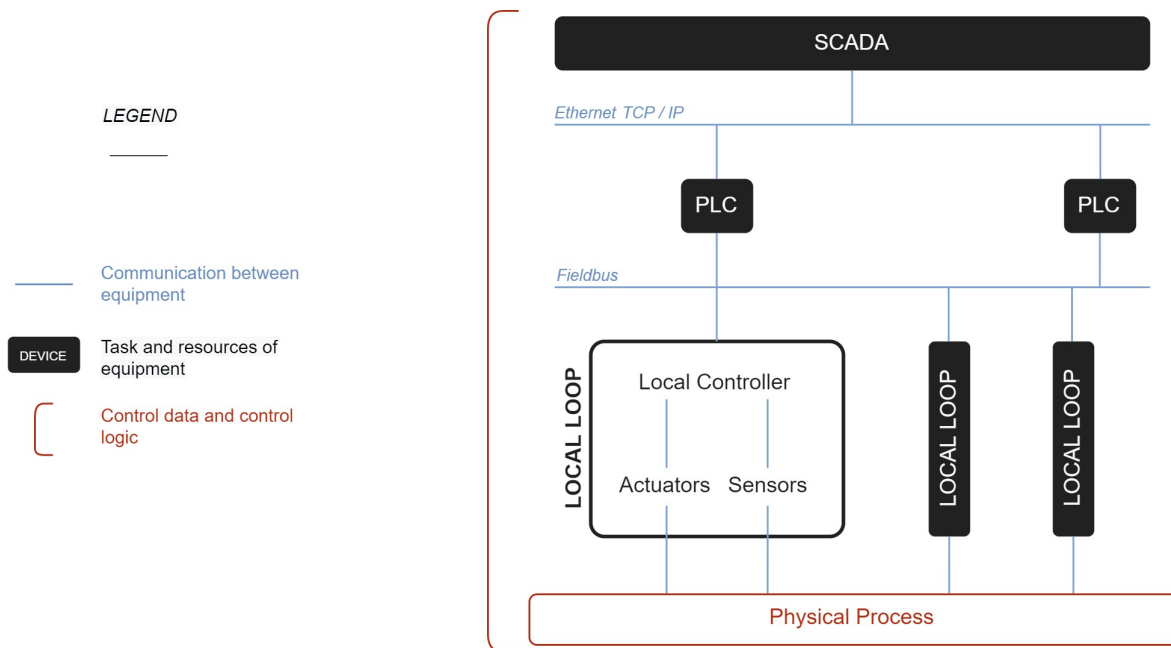 LEGEND
Communication between
equipment
DEVICE
Task and resources of
equipment
Control data and control
logic
SCADA
Ethernet TCP / IP
PLC
PLC
Fieldbus
LOCAL LOOP
Local Controller
Actuators
Sensors
LOCAL LOOP
LOCAL LOOP
Physical Process